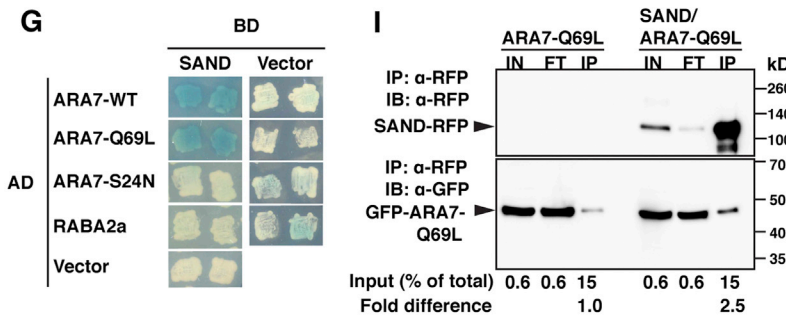 G
BD
SAND Vector
AD
ARA7-WT
ARA7-Q69L
ARA7-S24N
RABA2a
Vector
I
ARA7-Q69L
SAND/
ARA7-Q69L
IN FT IP IN FT IP kD
IP: α-RFP
IB: α-RFP
SAND-RFP
260
140
100
IP: α-RFP
IB: α-GFP
GFP-ARA7-
Q69L
70
50
40
35
Input (% of total) 0.6 0.6 15 0.6 0.6 15
Fold difference 1.0 2.5